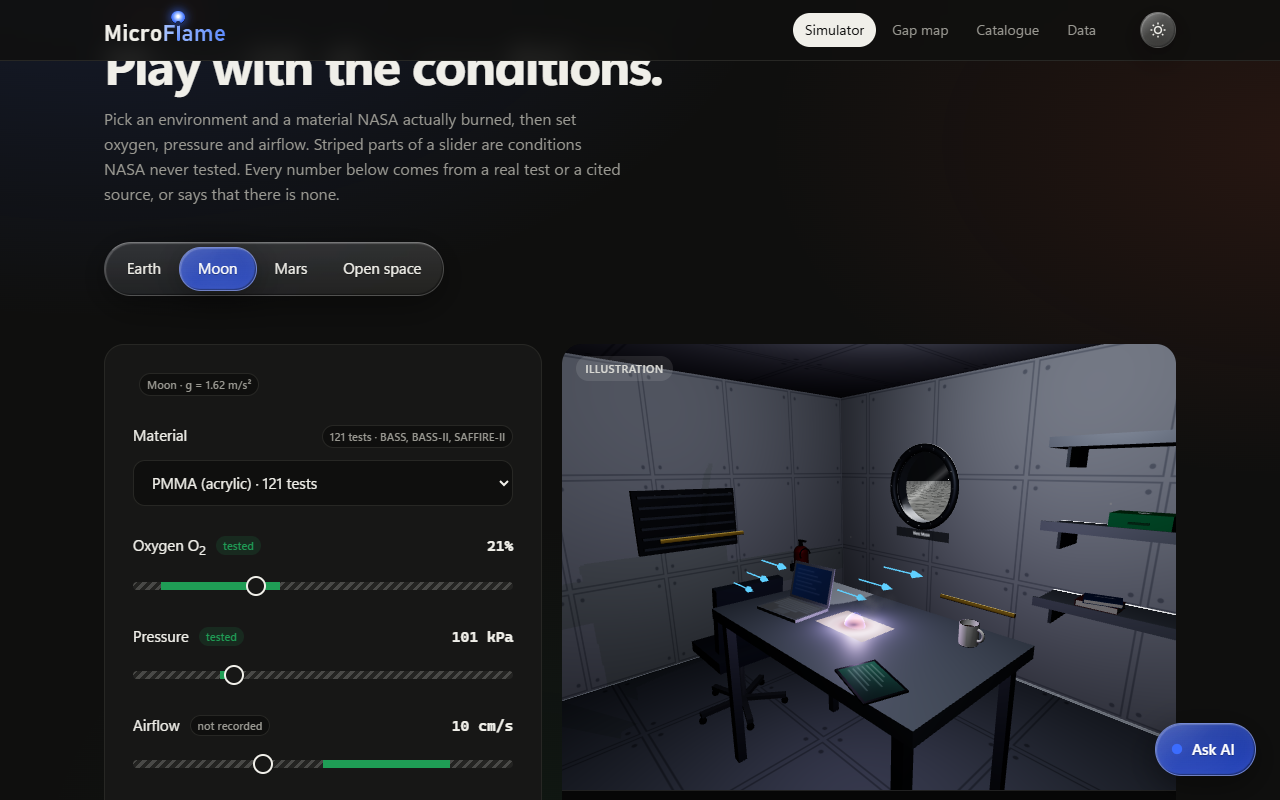 MicroFlame
Simulator
Gap map
Catalogue
Data
Play with the conditions.
Pick an environment and a material NASA actually burned, then set
oxygen, pressure and airflow. Striped parts of a slider are conditions
NASA never tested. Every number below comes from a real test or a cited
source, or says that there is none.
Earth
Moon
Mars
Open space
Moon · g = 1.62 m/s²
Material
121 tests · BASS, BASS-II, SAFFIRE-II
PMMA (acrylic) · 121 tests
Oxygen O₂
tested
21%
Pressure
tested
101 kPa
Airflow
not recorded
10 cm/s
ILLUSTRATION
Ask AI